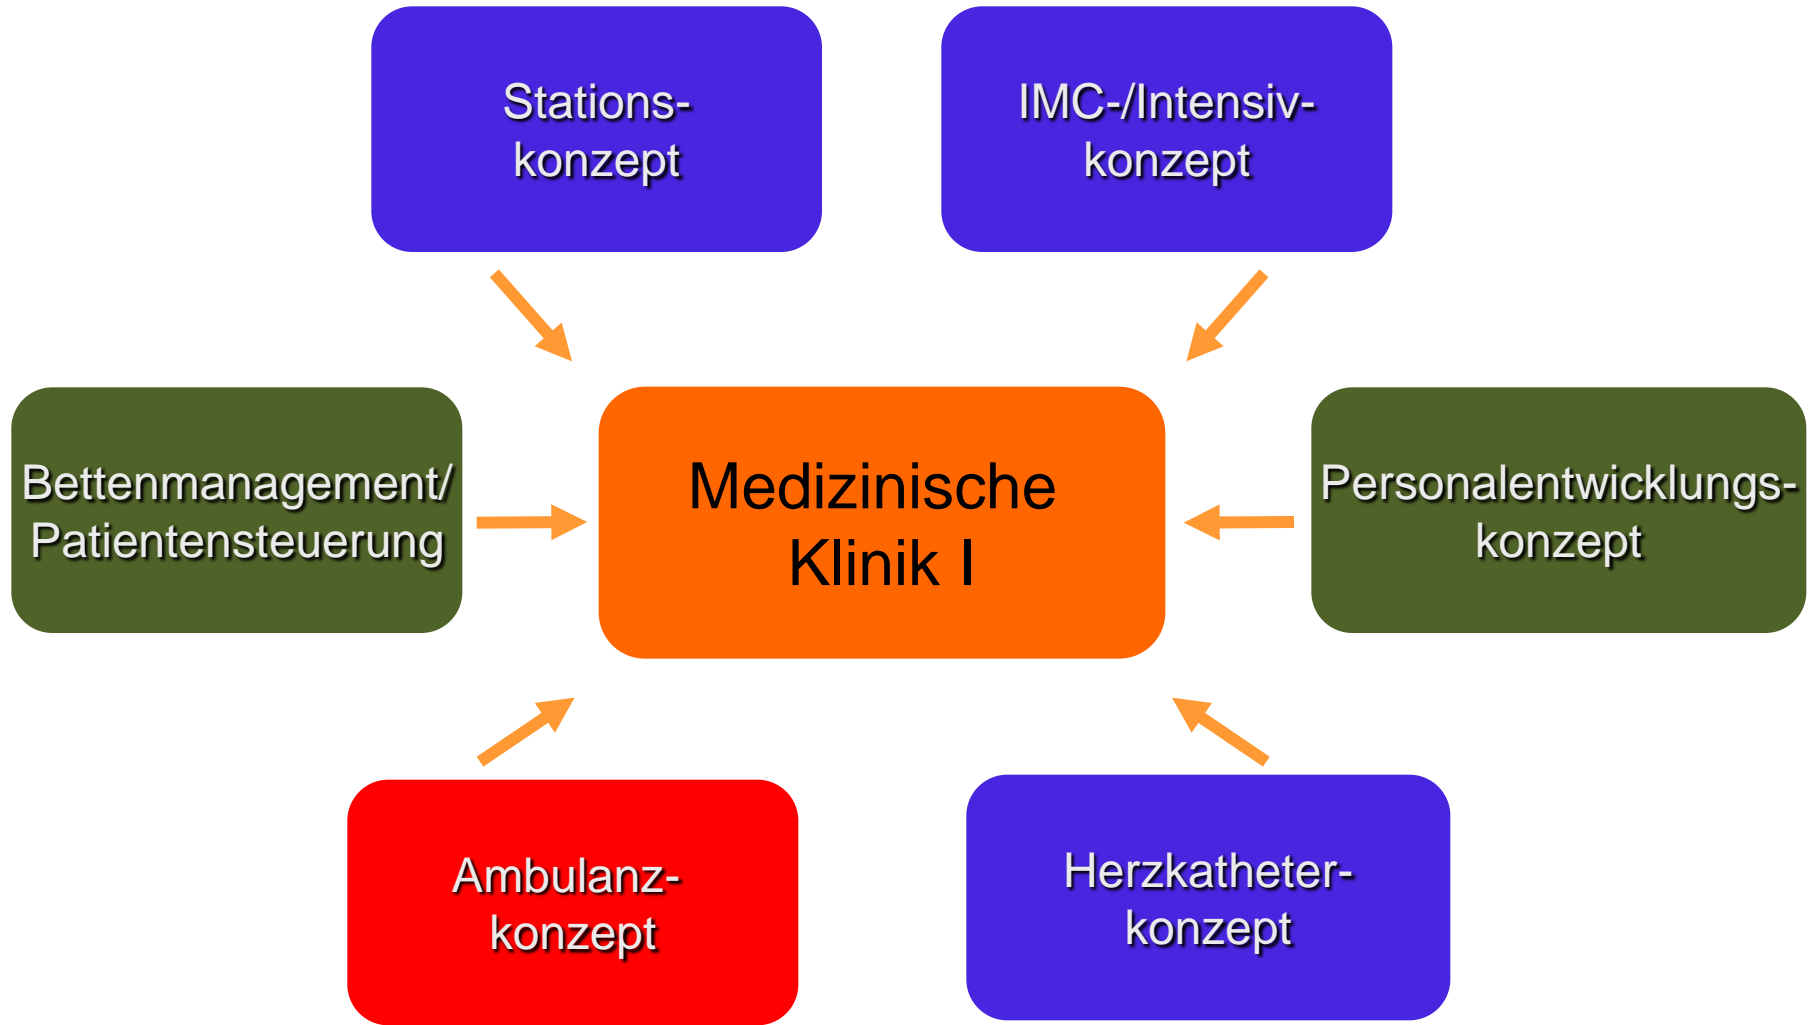 Stations-
konzept
IMC-/Intensiv-
konzept
Bettenmanagement/
Patientensteuerung
Medizinische
Klinik I
Personalentwicklungs-
konzept
Ambulanz-
konzept
Herzkatheter-
konzept